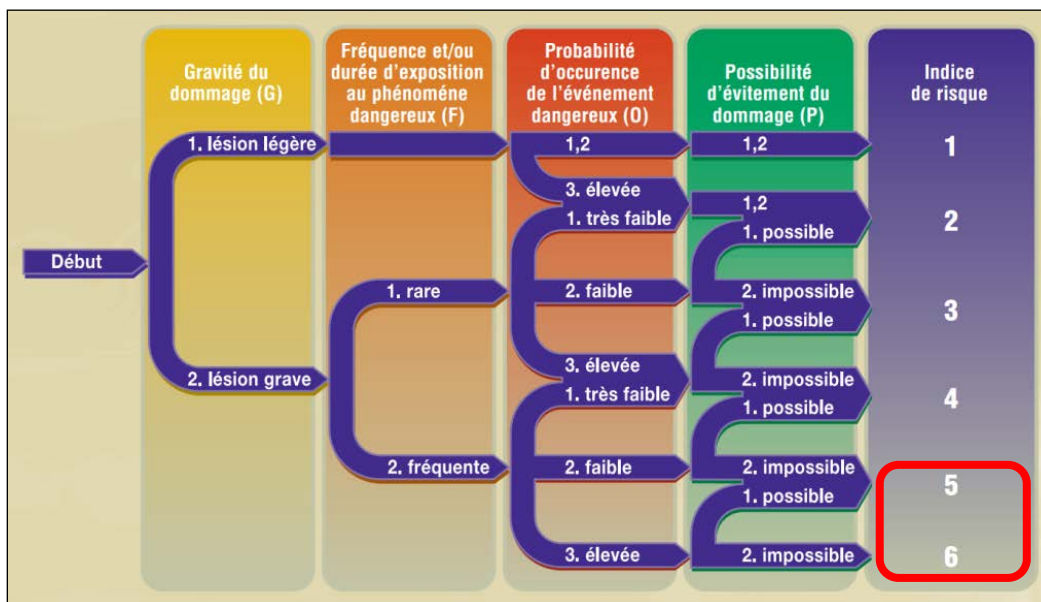 Gravité du
dommage (G)
Fréquence et/ou
durée d'exposition
au phénoméne
dangereux (F)
Probabilité
d'occurence
de l'événement
dangereux (O)
Possibilité
d'évitement du
dommage (P)
Indice
de risque
Début
1. lésion légère
2. lésion grave
1. rare
2. fréquente
1,2
3. élevée
1. très faible
2. faible
3. élevée
1. très faible
2. faible
3. élevée
1,2
1,2
1. possible
2. impossible
1. possible
2. impossible
1. possible
2. impossible
1. possible
2. impossible
1
2
3
4
5
6